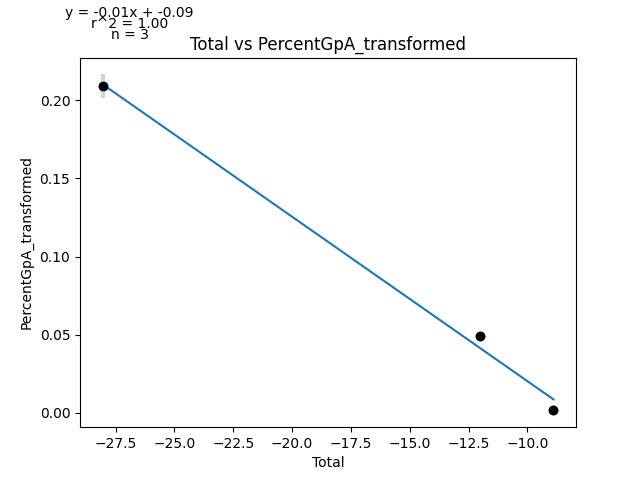 y = -0.01x + -0.09
r^2 = 1.00
n = 3
Total vs PercentGpA_transformed
0.20
0.15
0.10
0.05
0.00
PercentGpA_transformed
−27.5 −25.0 −22.5 −20.0 −17.5 −15.0 −12.5 −10.0
Total